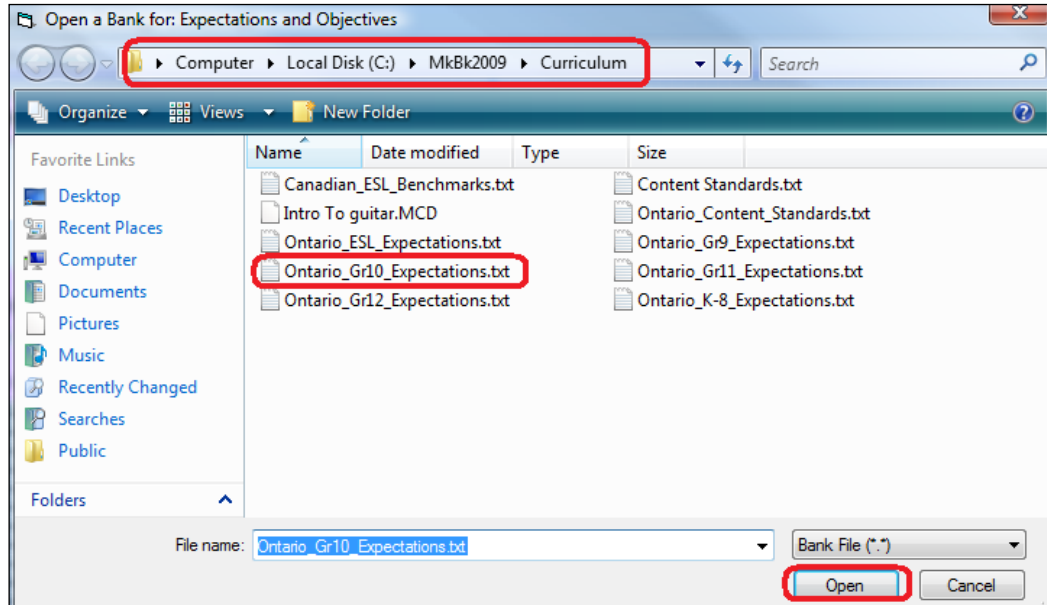 Open a Bank for: Expectations and Objectives
Computer Local Disk (C:) MkBk2009 Curriculum Search
Organize Views New Folder
Favorite Links
Desktop
Recent Places
Computer
Documents
Pictures
Music
Recently Changed
Searches
Public
Folders
Name Date modified Type Size
Canadian_ESL_Benchmarks.txt Content Standards.txt
Intro To guitar.MCD Ontario_Content_Standards.txt
Ontario_ESL_Expectations.txt Ontario_Gr9_Expectations.txt
Ontario_Gr10_Expectations.txt Ontario_Gr11_Expectations.txt
Ontario_Gr12_Expectations.txt Ontario_K-8_Expectations.txt
File name: Ontario_Gr10_Expectations.txt Bank File (*.*)
Open Cancel